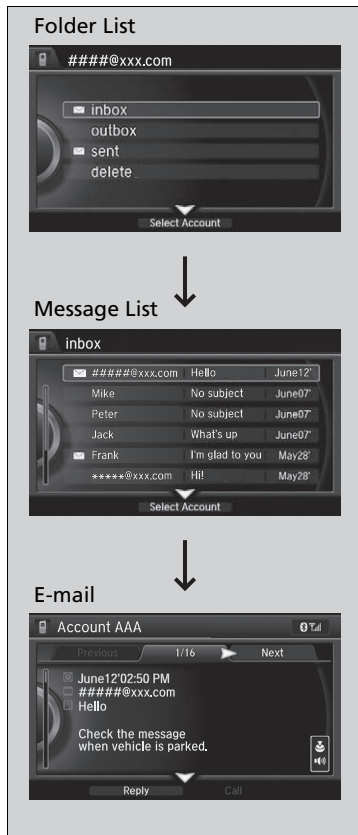 Folder List
####@xxx.com
inbox
outbox
sent
delete
Select Account
Message List
inbox
#####@xxx.com Hello June12'
Mike No subject June07'
Peter No subject June07'
Jack What's up June07'
Frank I'm glad to you May28'
*****@xxx.com Hi! May28'
Select Account
E-mail
Account AAA
Previous 1/16 Next
June12'02:50 PM
#####@xxx.com
Hello
Check the message
when vehicle is parked.
Reply Call